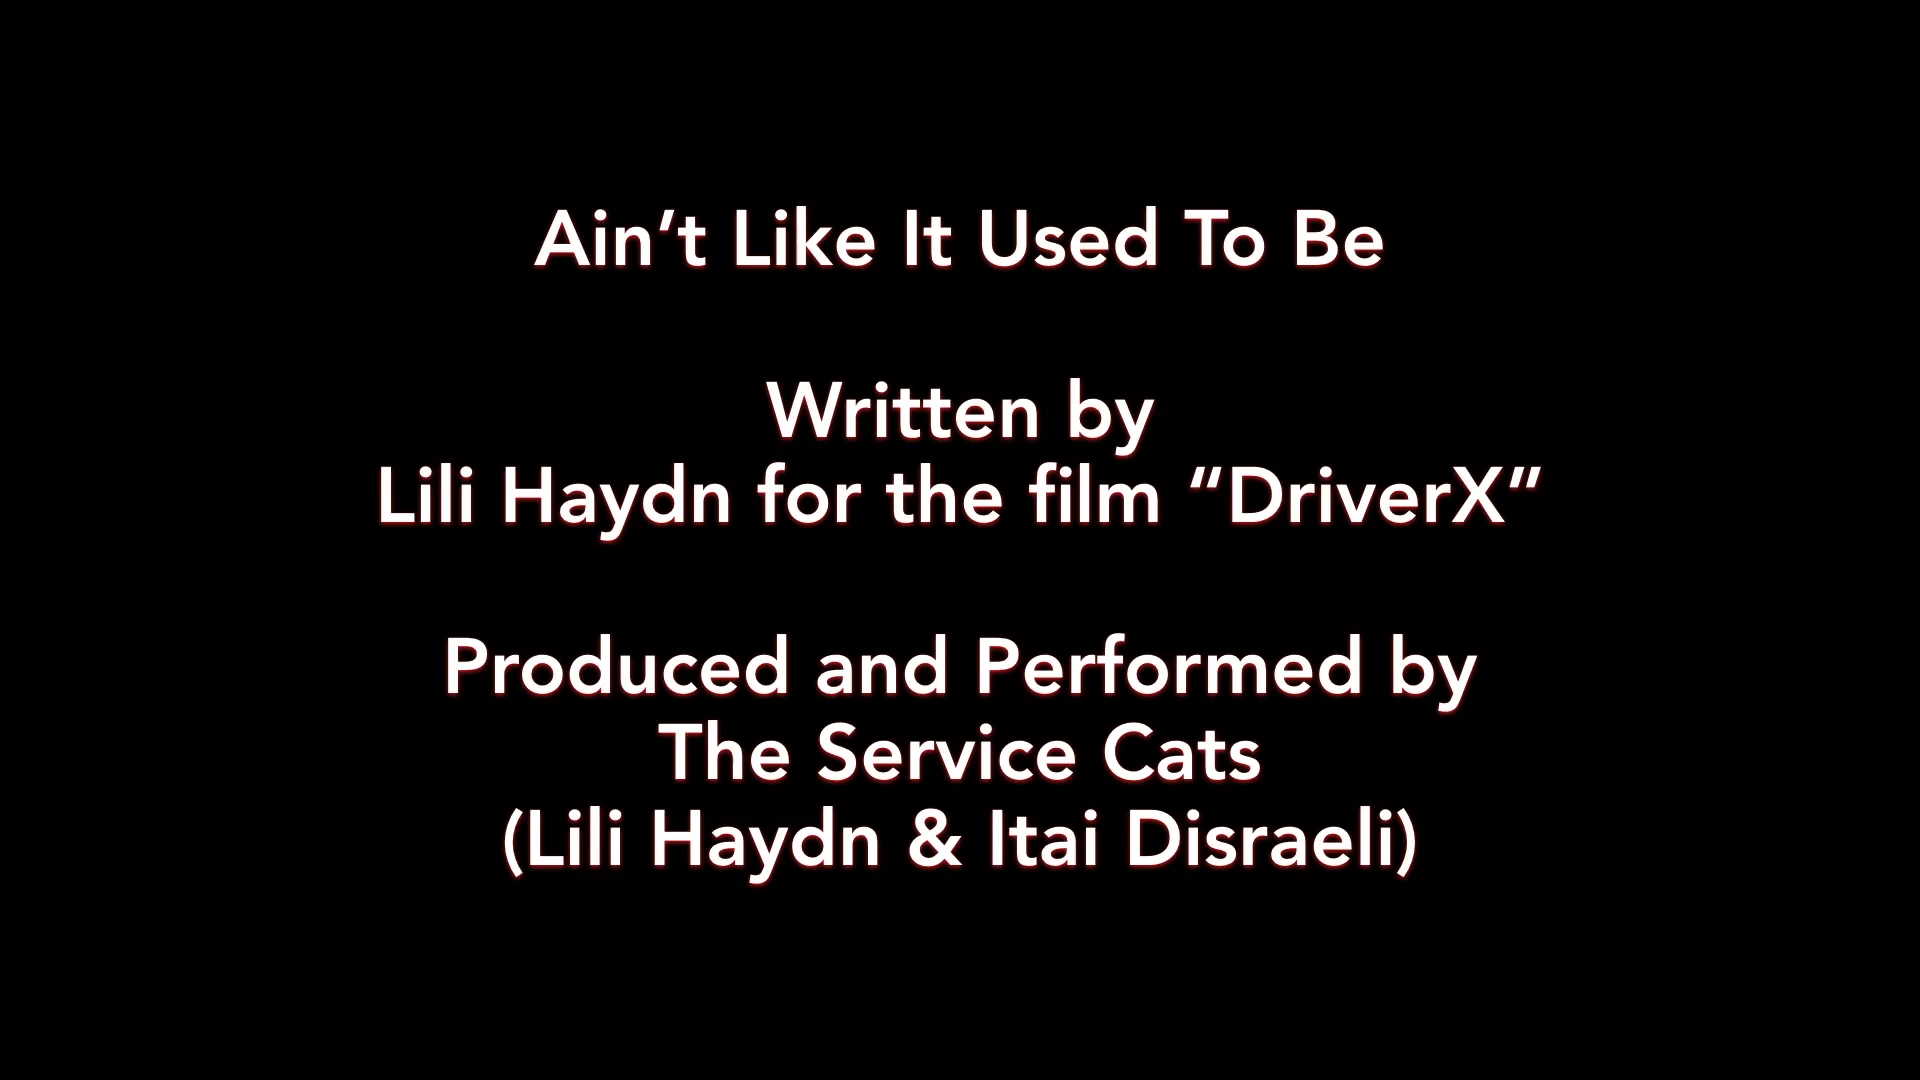 Ain’t Like It Used To Be
Written by
Lili Haydn for the film “DriverX”
Produced and Performed by
The Service Cats
(Lili Haydn & Itai Disraeli)